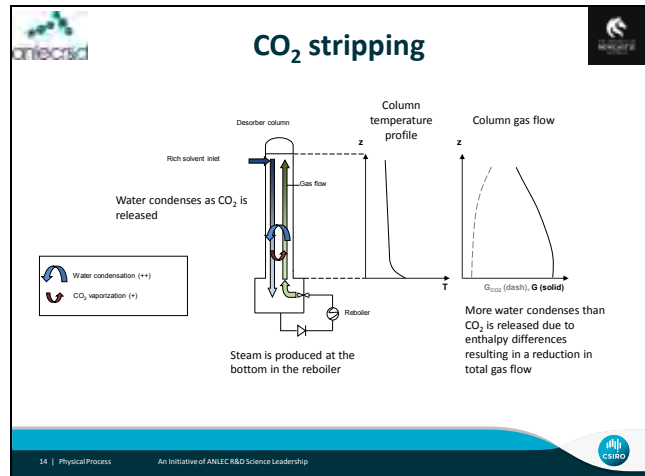 anlecr&d
CO₂ stripping
Desorber column
Rich solvent inlet
Gas flow
Water condenses as CO₂ is
released
Water condensation (++)
CO₂ vaporization (+)
Reboiler
Steam is produced at the
bottom in the reboiler
Column
temperature
profile
z
T
Column gas flow
z
G_CO2 (dash), G (solid)
More water condenses than
CO₂ is released due to
enthalpy differences
resulting in a reduction in
total gas flow
14 | Physical Process An Initiative of ANLEC R&D Science Leadership
CSIRO